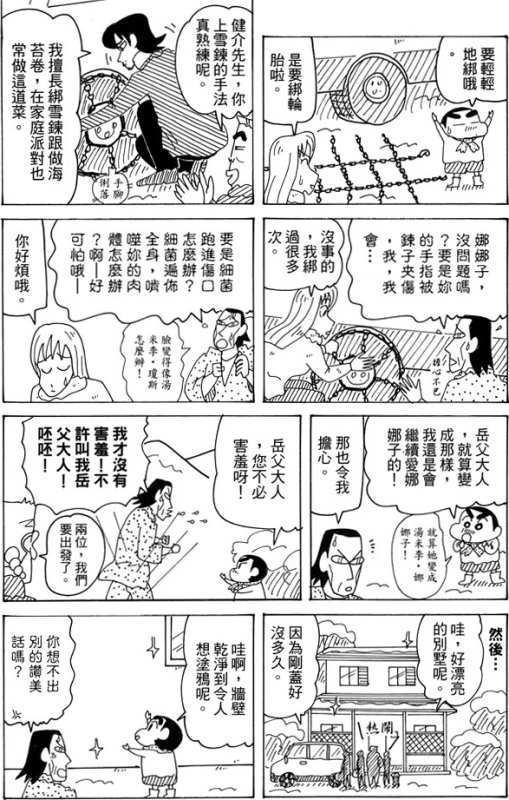 要輕輕
地綁哦。
是要綁輪
胎啦。
健介先生，你
上雪鍊的手法
真熟練呢。
手腳
俐落
我擅長綁雪鍊跟做海
苔卷，在家庭派對也
常做這道菜。
娜娜子，
沒問題嗎
？要是妳
的手指被
鍊子夾傷
，我，我
會…
擔心不已
沒事的
，我綁
過很多
次。
要是細菌
跑進傷口
怎麼辦？
細菌遍佈
全身，啃
噬妳的肉
體怎麼辦
？啊—好
可怕哦—
臉變得像湯
米李·瓊斯
怎麼辦！
你好煩哦。
岳父大人
，就算變
成那樣，
我還是會
繼續愛娜
娜子的！
就算她變成
湯米李·娜
娜子！
那也令我
擔心。
岳父大人
，您不必
害羞呀！
我才沒有
害羞！不
許叫我岳
父大人！
呸呸！
兩位，我們
要出發了。
然後…
哇，好漂亮
的別墅呢。
因為剛蓋好
沒多久。
熱鬧
哇啊，牆壁
乾淨到令人
想塗鴉呢。
你想不出
別的讚美
話嗎？